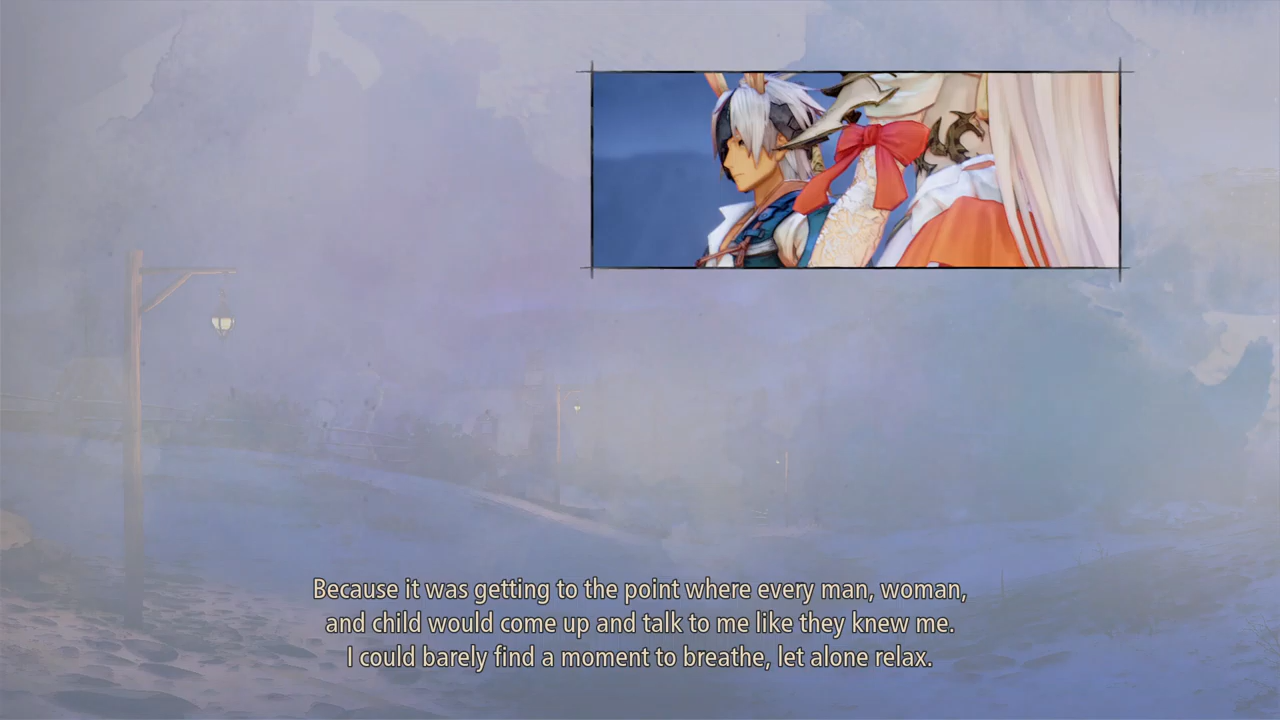 Because it was getting to the point where every man, woman,
and child would come up and talk to me like they knew me.
I could barely find a moment to breathe, let alone relax.